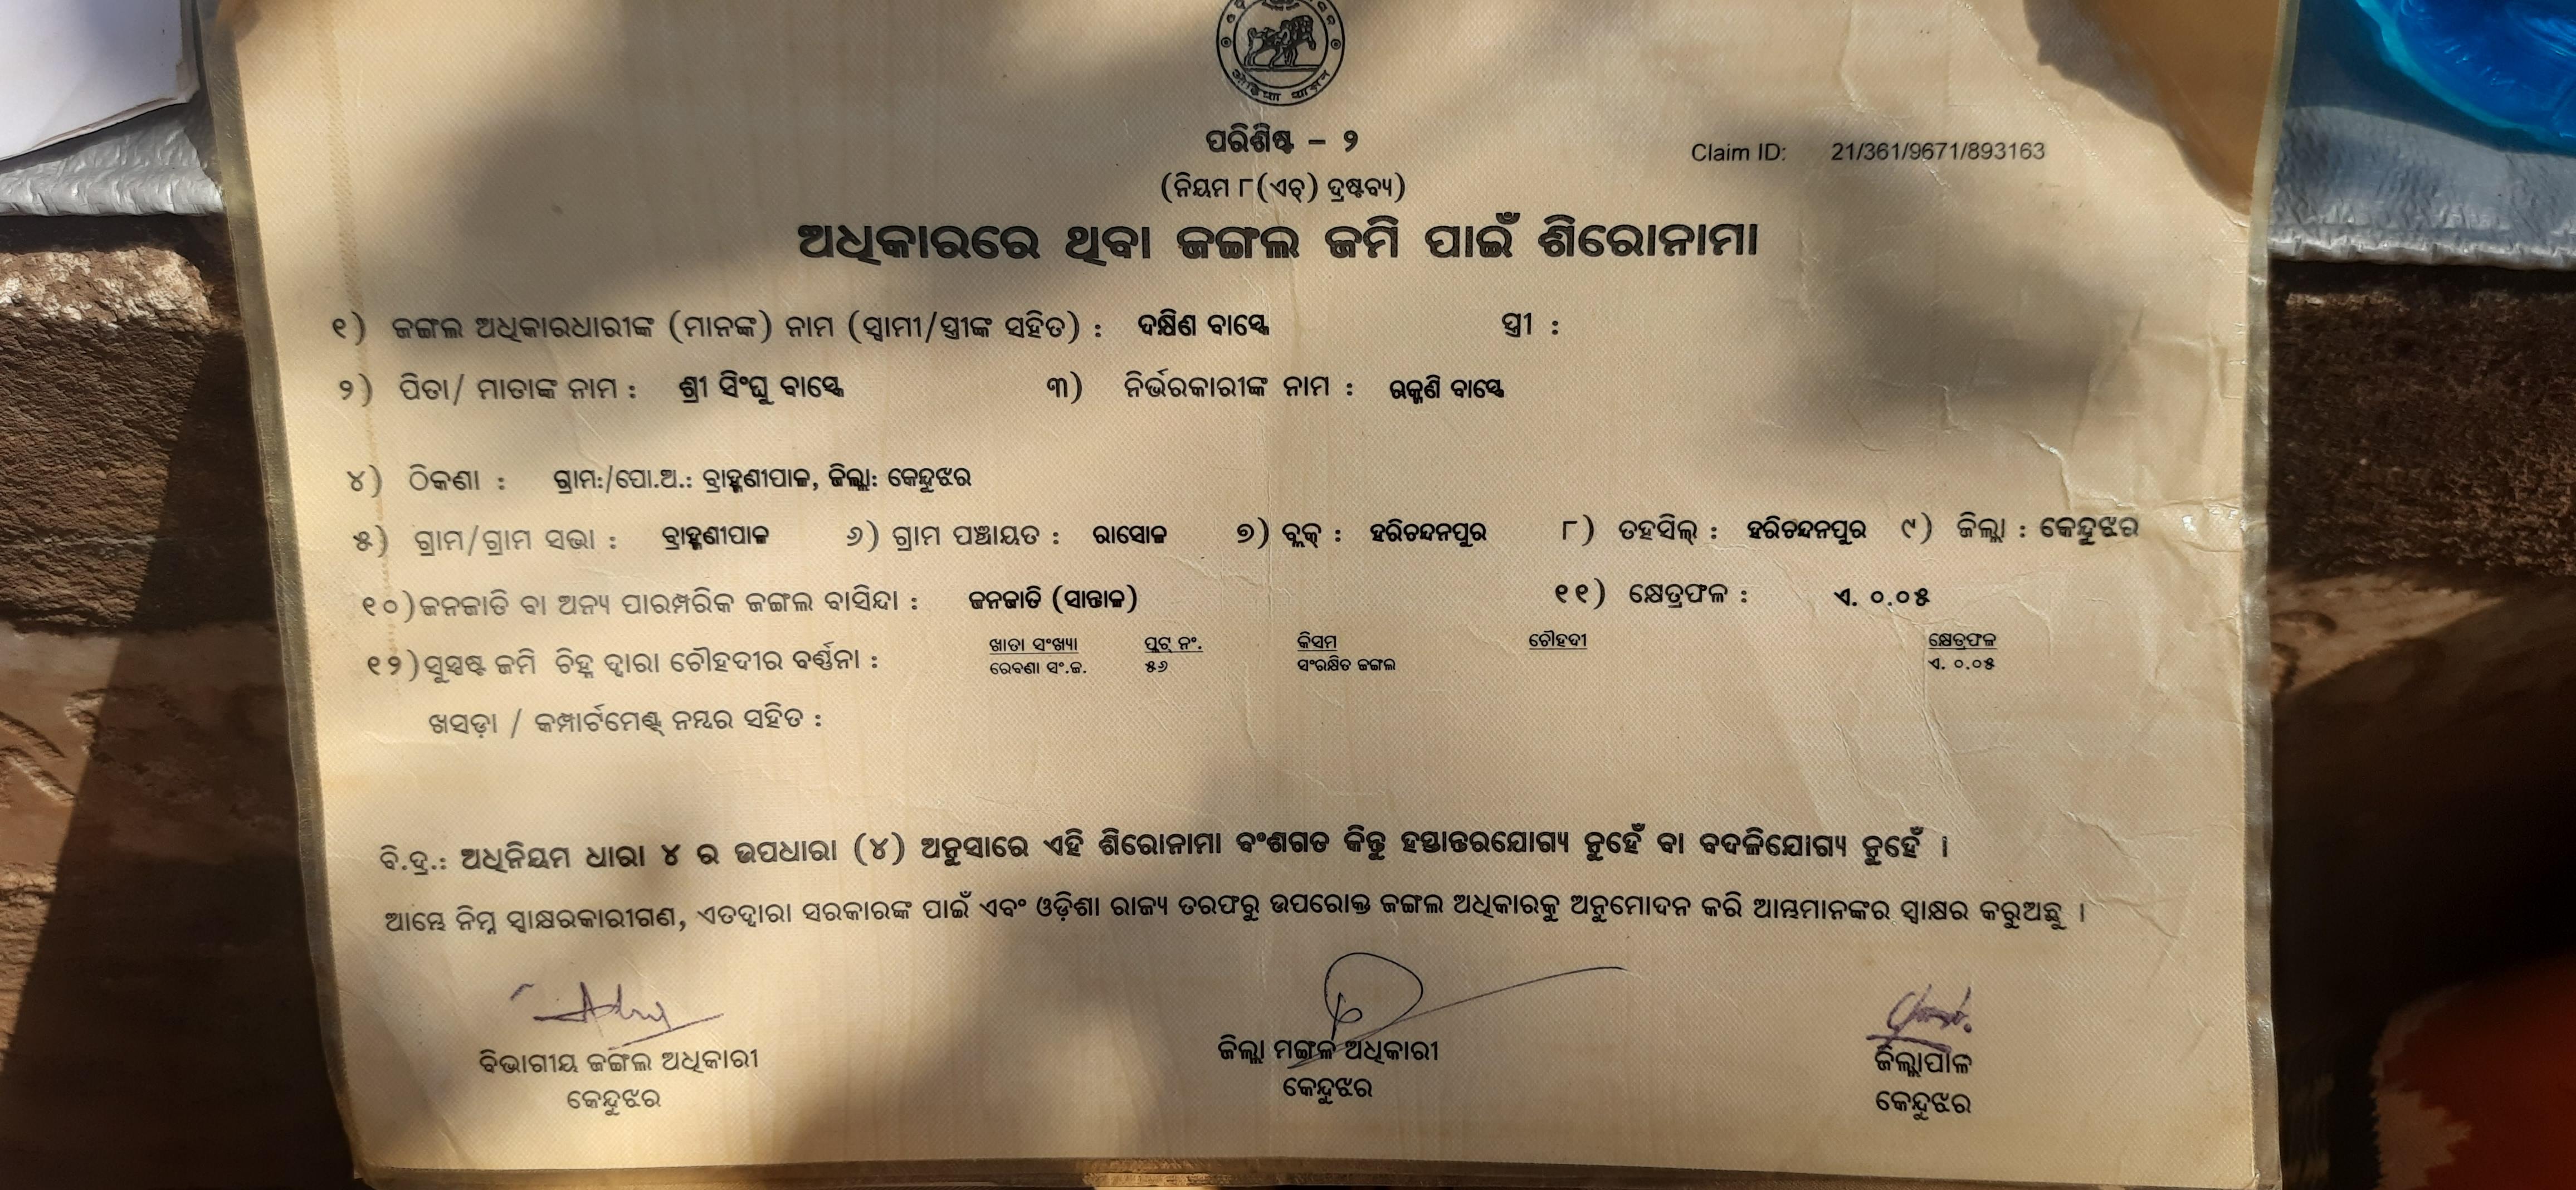 ପରିଶିଷ୍ଟ – ୨
Claim ID: 21/361/9671/893163
(ନିୟମ ୮(ଏଚ୍) ଦ୍ରଷ୍ଟବ୍ୟ)
ଅଧିକାରରେ ଥିବା ଜଙ୍ଗଲ ଜମି ପାଇଁ ଶିରୋନାମା
୧) ଜଙ୍ଗଲ ଅଧିକାରଧାରୀଙ୍କ (ମାନଙ୍କ) ନାମ (ସ୍ୱାମୀ/ସ୍ତ୍ରୀଙ୍କ ସହିତ) : ଦକ୍ଷିଣ ବାସ୍କେ ସ୍ତ୍ରୀ :
୨) ପିତା/ ମାତାଙ୍କ ନାମ : ଶ୍ରୀ ସିଂଘୁ ବାସ୍କେ ୩) ନିର୍ଭରକାରୀଙ୍କ ନାମ : ଋକ୍ମଣି ବାସ୍କେ
୪) ଠିକଣା : ଗ୍ରାମ:/ପୋ.ଅ.: ବ୍ରାହ୍ମଣୀପାଳ, ଜିଲ୍ଲା: କେନ୍ଦୁଝର
୫) ଗ୍ରାମ/ଗ୍ରାମ ସଭା : ବ୍ରାହ୍ମଣୀପାଳ ୬) ଗ୍ରାମ ପଞ୍ଚାୟତ : ରାସୋଳ ୭) ବ୍ଲକ୍ : ହରିଚନ୍ଦନପୁର ୮) ତହସିଲ୍ : ହରିଚନ୍ଦନପୁର ୯) ଜିଲ୍ଲା : କେନ୍ଦୁଝର
୧୦)ଜନଜାତି ବା ଅନ୍ୟ ପାରମ୍ପରିକ ଜଙ୍ଗଲ ବାସିନ୍ଦା : ଜନଜାତି (ସାନ୍ତାଳ) ୧୧) କ୍ଷେତ୍ରଫଳ : ଏ. ୦.୦୫
ଖାତା ସଂଖ୍ୟା ପ୍ଲଟ୍ ନଂ. କିସମ ଚୌହଦୀ କ୍ଷେତ୍ରଫଳ
୧୨)ସୁସ୍ପଷ୍ଟ ଜମି ଚିହ୍ନ ଦ୍ୱାରା ଚୌହଦୀର ବର୍ଣ୍ଣନା : ରେବଣା ସଂ.ଜ. ୫୬ ସଂରକ୍ଷିତ ଜଙ୍ଗଲ ଏ. ୦.୦୫
ଖସଡ଼ା / କମ୍ପାର୍ଟମେଣ୍ଟ୍ ନମ୍ବର ସହିତ :
ବି.ଦ୍ର.: ଅଧିନିୟମ ଧାରା ୪ ର ଉପଧାରା (୪) ଅନୁସାରେ ଏହି ଶିରୋନାମା ବଂଶଗତ କିନ୍ତୁ ହସ୍ତାନ୍ତରଯୋଗ୍ୟ ନୁହେଁ ବା ବଦଳିଯୋଗ୍ୟ ନୁହେଁ ।
ଆମ୍ଭେ ନିମ୍ନ ସ୍ୱାକ୍ଷରକାରୀଗଣ, ଏତଦ୍ଦ୍ୱାରା ସରକାରଙ୍କ ପାଇଁ ଏବଂ ଓଡ଼ିଶା ରାଜ୍ୟ ତରଫରୁ ଉପରୋକ୍ତ ଜଙ୍ଗଲ ଅଧିକାରକୁ ଅନୁମୋଦନ କରି ଆମ୍ଭମାନଙ୍କର ସ୍ୱାକ୍ଷର କରୁଅଛୁ ।
ବିଭାଗୀୟ ଜଙ୍ଗଲ ଅଧିକାରୀ ଜିଲ୍ଲା ମଙ୍ଗଳ ଅଧିକାରୀ ଜିଲ୍ଲାପାଳ
କେନ୍ଦୁଝର କେନ୍ଦୁଝର କେନ୍ଦୁଝର